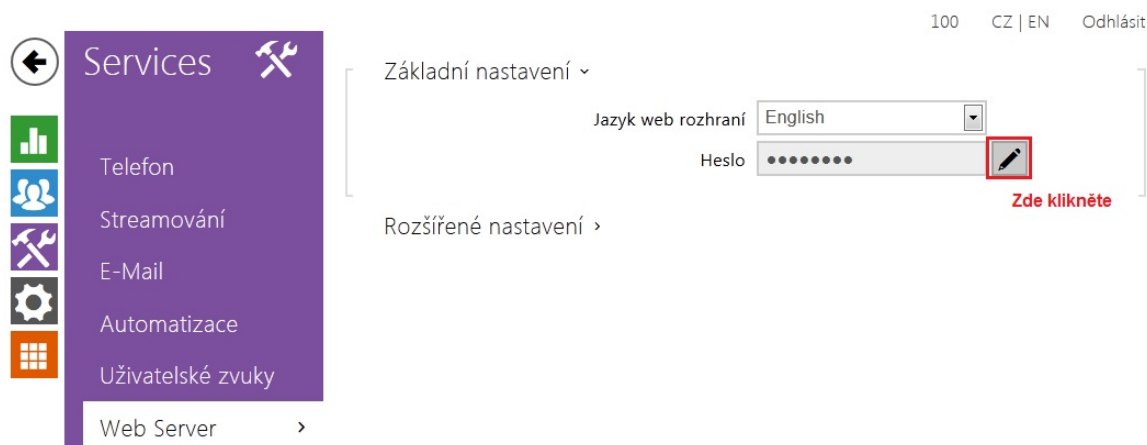 100 CZ | EN Odhlásit
Services
Telefon
Streamování
E-Mail
Automatizace
Uživatelské zvuky
Web Server ›
Základní nastavení
Jazyk web rozhraní English
Heslo ••••••••
Zde klikněte
Rozšířené nastavení ›